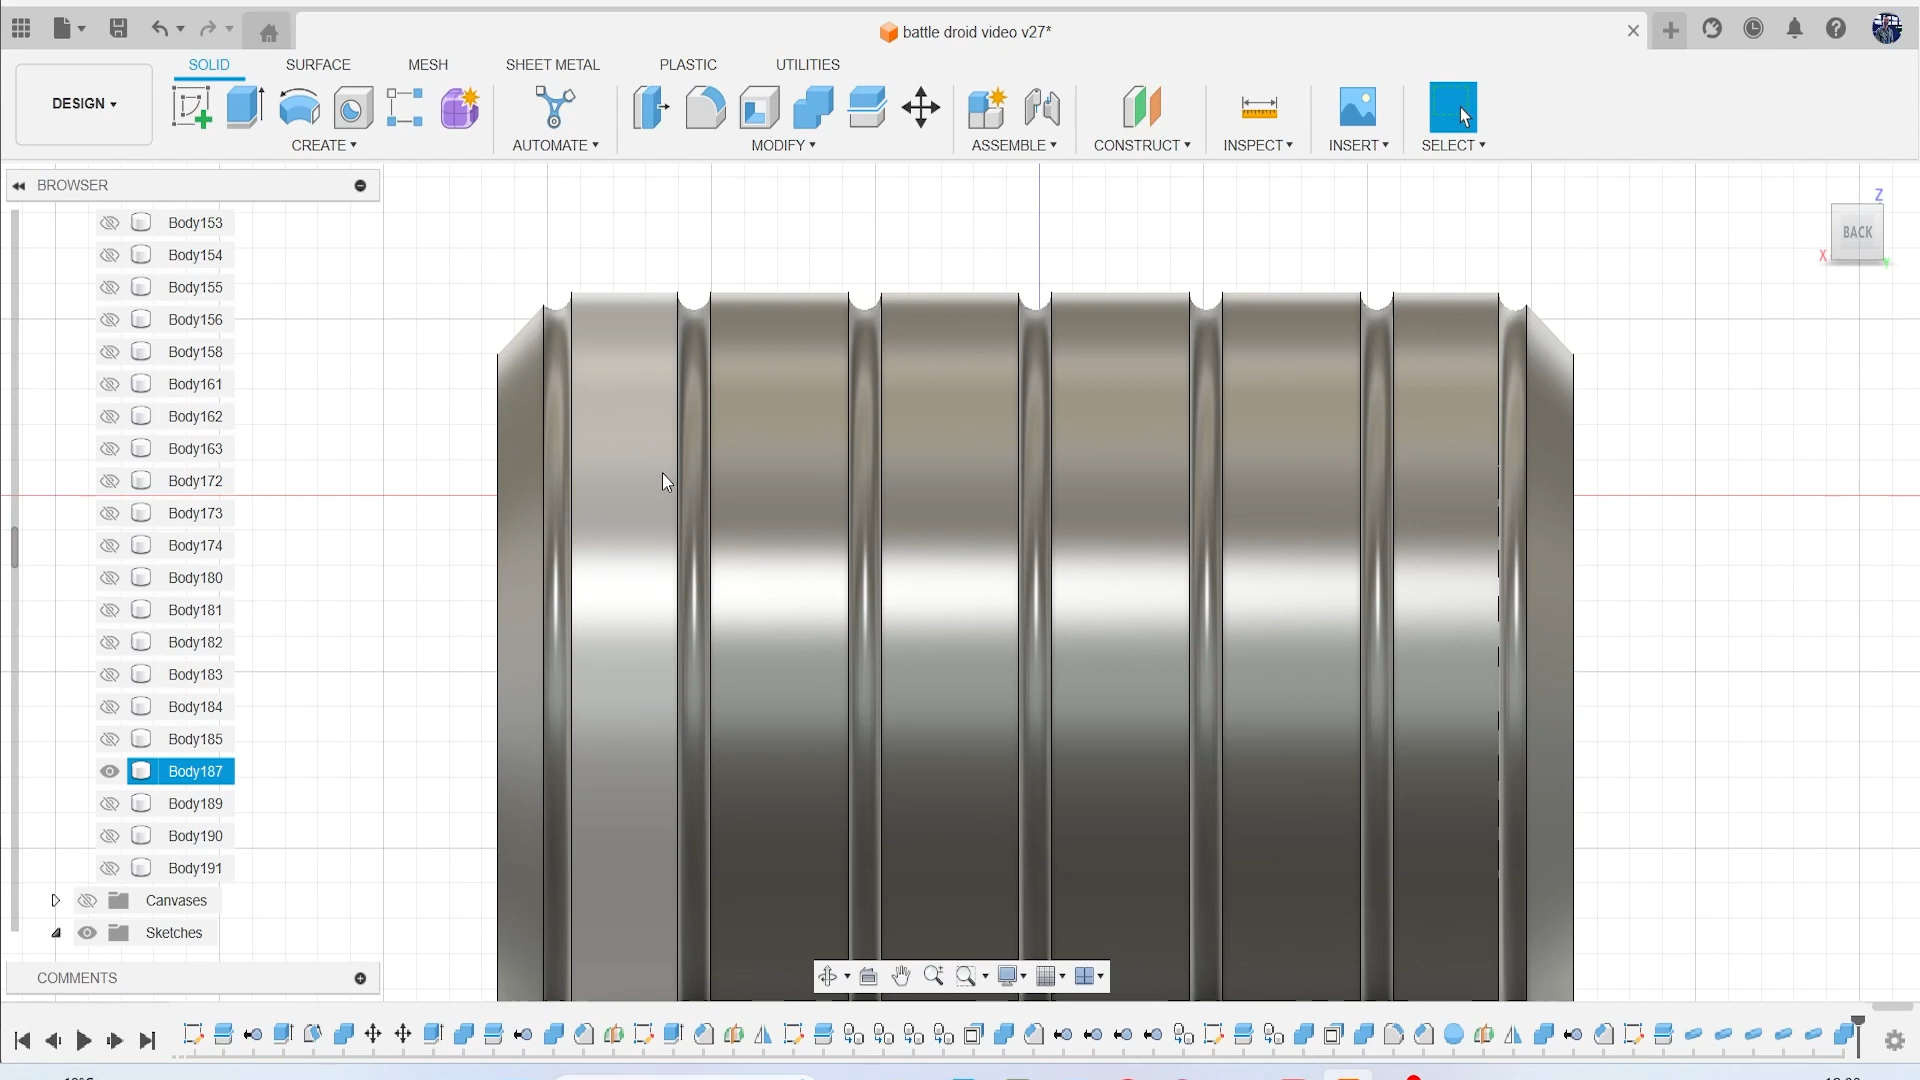 battle droid video v27*
SOLID SURFACE MESH SHEET METAL PLASTIC UTILITIES
DESIGN
CREATE AUTOMATE MODIFY ASSEMBLE CONSTRUCT INSPECT INSERT SELECT
BROWSER
Body153
Body154
Body155
Body156
Body158
Body161
Body162
Body163
Body172
Body173
Body174
Body180
Body181
Body182
Body183
Body184
Body185
Body187
Body189
Body190
Body191
Canvases
Sketches
COMMENTS
Z
BACK
X